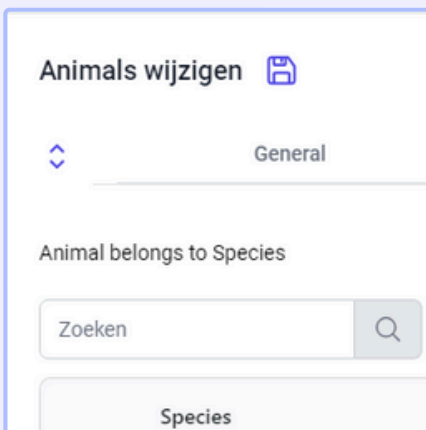 Animals wijzigen
General
Animal belongs to Species
Zoeken
Species